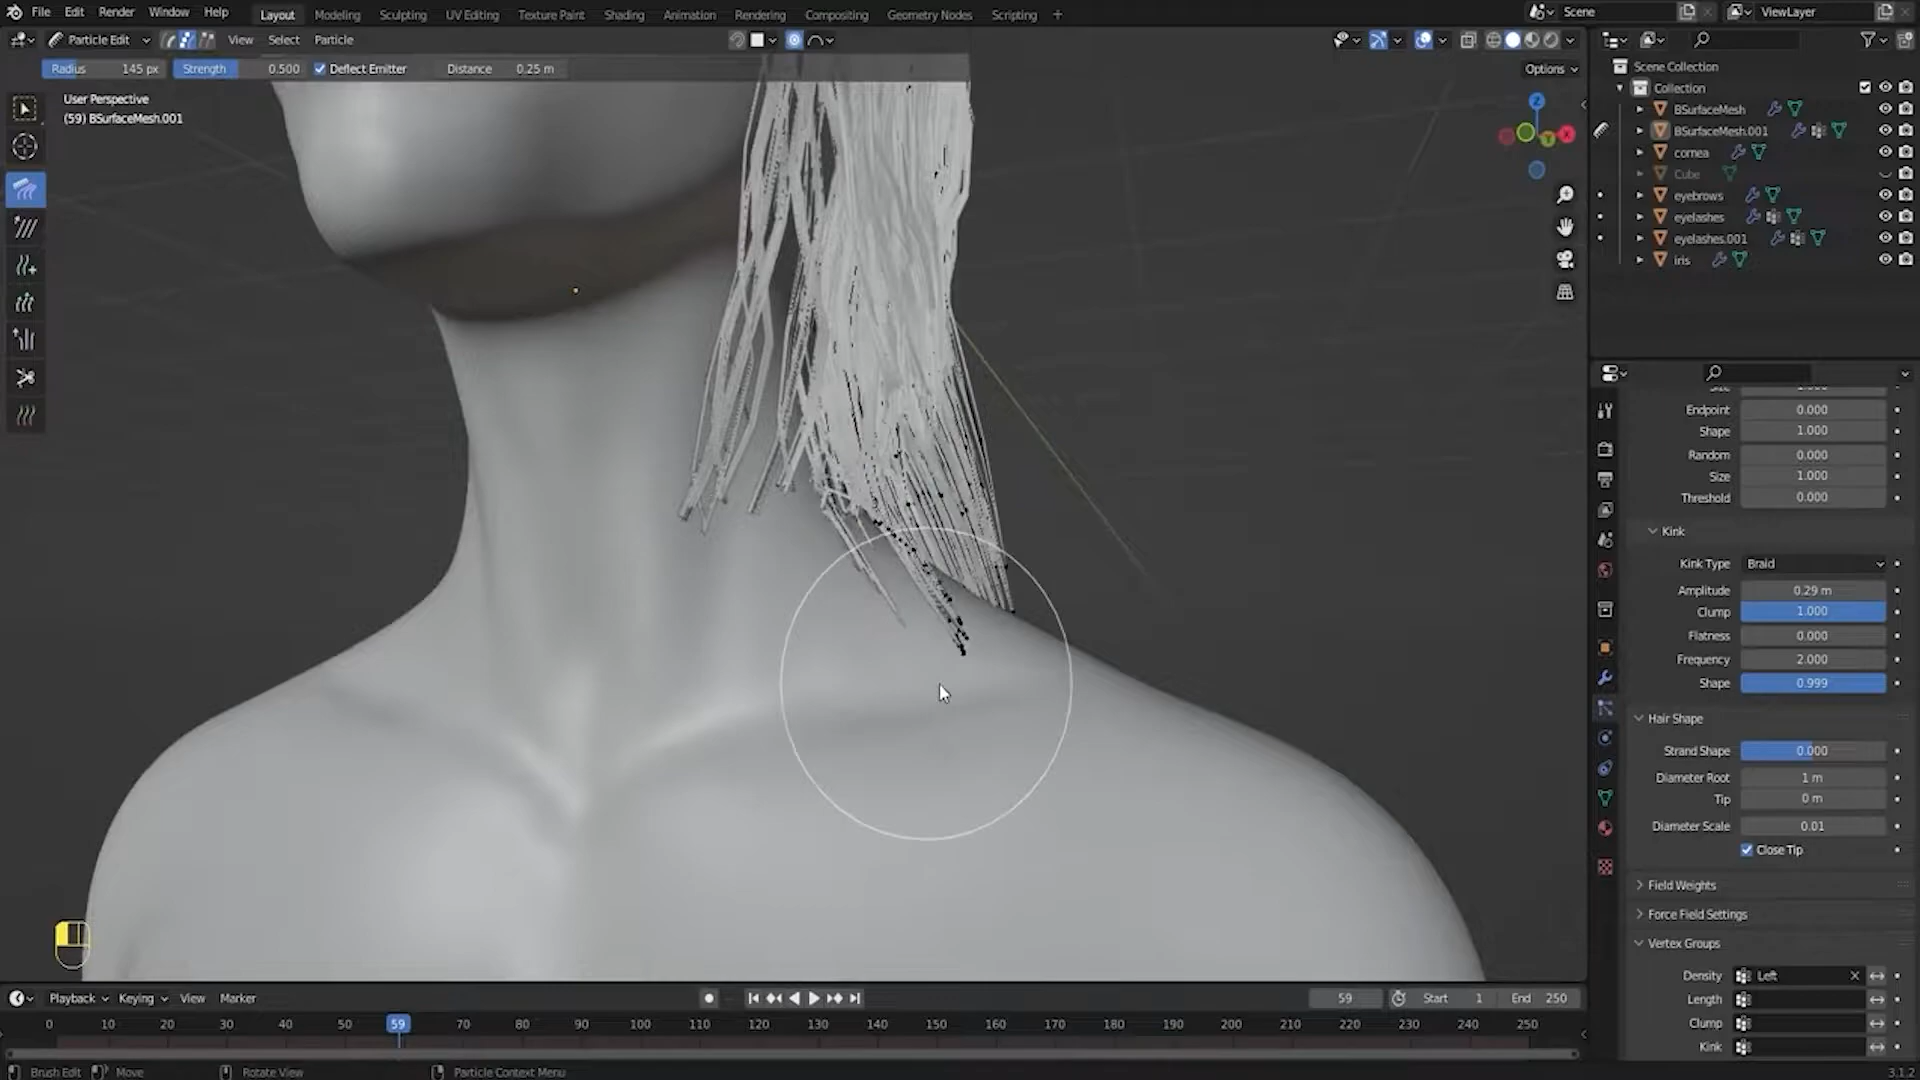 File Edit Render Window Help Layout Modeling Sculpting UV Editing Texture Paint Shading Animation Rendering Compositing Geometry Nodes Scripting + Scene ViewLayer
Particle Edit View Select Particle
Radius 145 px Strength 0.500 Deflect Emitter Distance 0.25 m Options
User Perspective
(59) BSurfaceMesh.001
Z
X
Y
Scene Collection
Collection
BSurfaceMesh
BSurfaceMesh.001
cornea
Cube
eyebrows
eyelashes
eyelashes.001
iris
Endpoint 0.000
Shape 1.000
Random 0.000
Size 1.000
Threshold 0.000
Kink
Kink Type Braid
Amplitude 0.29 m
Clump 1.000
Flatness 0.000
Frequency 2.000
Shape 0.999
Hair Shape
Strand Shape 0.000
Diameter Root 1 m
Tip 0 m
Diameter Scale 0.01
Close Tip
Field Weights
Force Field Settings
Vertex Groups
Density Left
Length
Clump
Kink
Playback Keying View Marker 59 Start 1 End 250
0 10 20 30 40 50 59 70 80 90 100 110 120 130 140 150 160 170 180 190 200 210 220 230 240 250
Brush Edit Move Rotate View Particle Context Menu 3.1.2